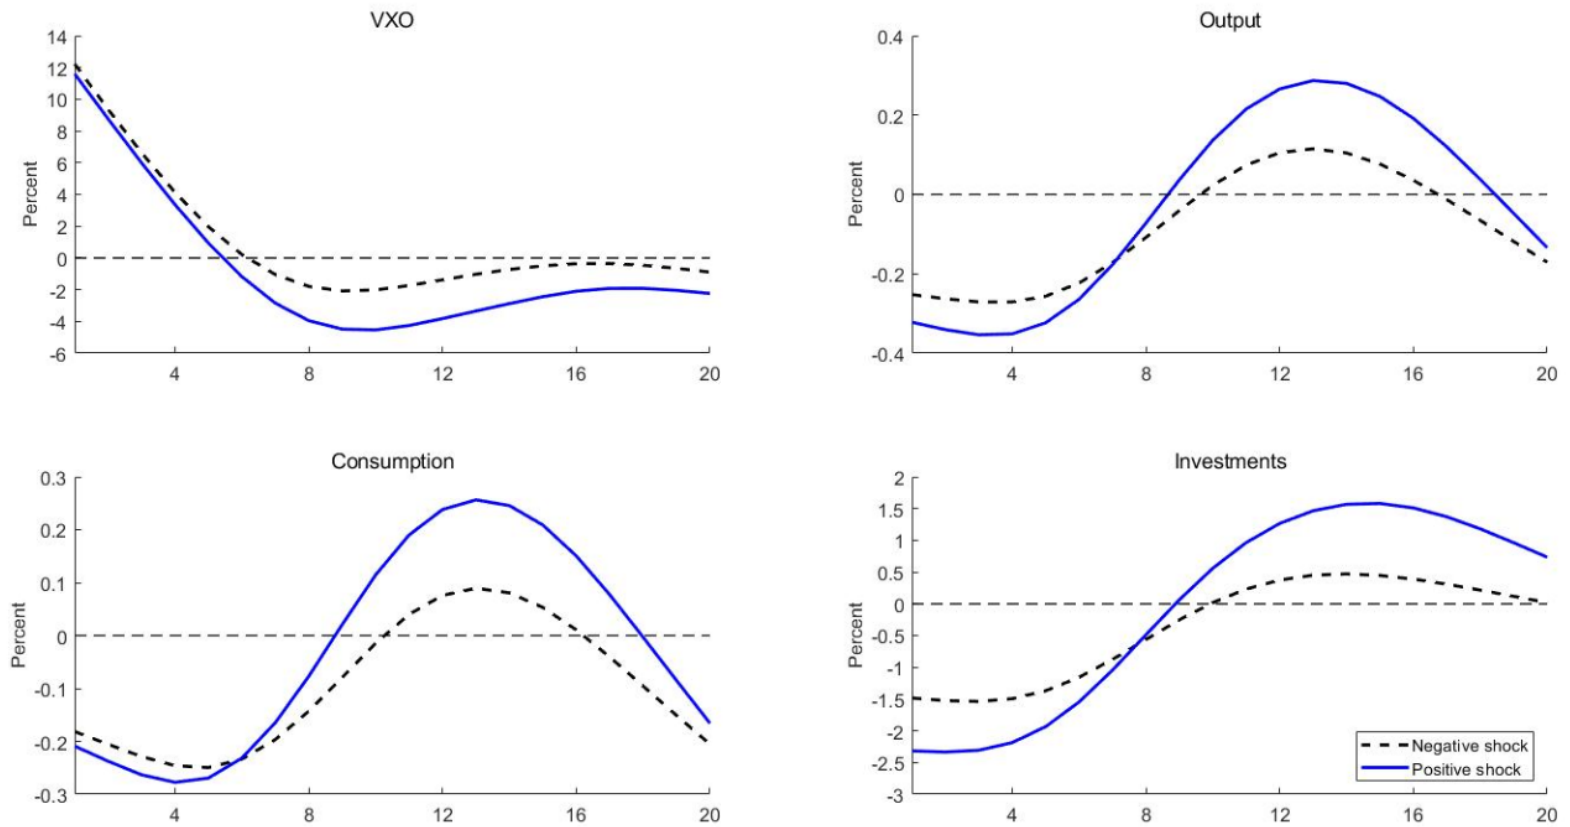 VXO
14
12
10
8
6
4
2
0
-2
-4
-6
Percent
4 8 12 16 20
Output
0.4
0.2
0
-0.2
-0.4
Percent
4 8 12 16 20
Consumption
0.3
0.2
0.1
0
-0.1
-0.2
-0.3
Percent
4 8 12 16 20
Investments
2
1.5
1
0.5
0
-0.5
-1
-1.5
-2
-2.5
-3
Percent
4 8 12 16 20
Negative shock
Positive shock